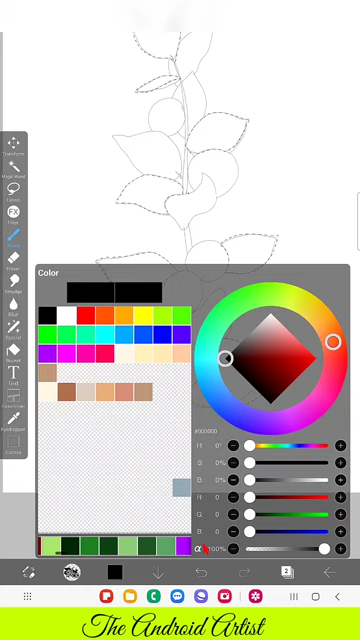 Transform
Magic Wand
Lasso
FX
Filter
Brush
Eraser
Smudge
Blur
Special
Bucket
T
Text
Eyedropper
Canvas
Color
#000000
H 0°
S 0%
B 0%
R 0
G 0
B 0
α 100%
2
The Android Artist